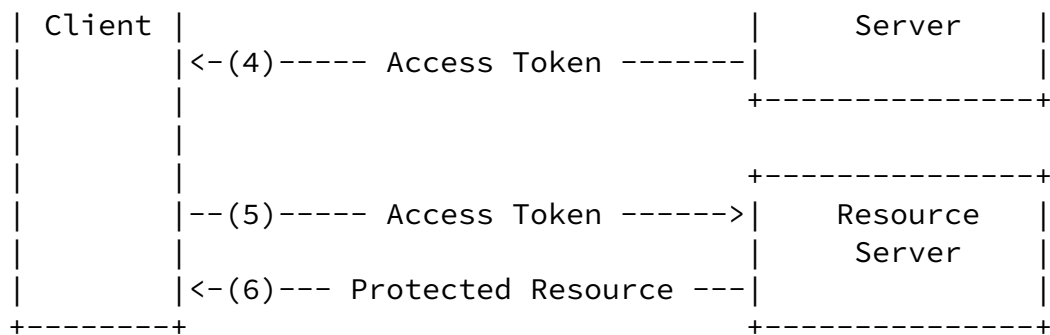 | Client |                               |     Server    |
|        |<-(4)----- Access Token -------|               |
|        |                               +---------------+
|        |
|        |                               +---------------+
|        |--(5)----- Access Token ------>|    Resource   |
|        |                               |     Server    |
|        |<-(6)--- Protected Resource ---|               |
+--------+                               +---------------+